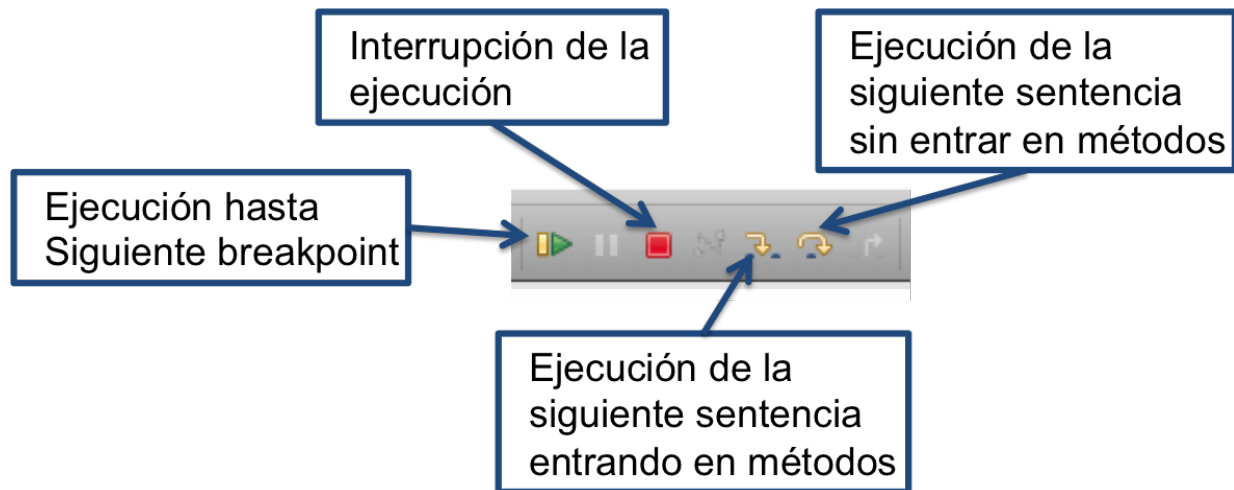 Interrupción de la
ejecución
Ejecución de la
siguiente sentencia
sin entrar en métodos
Ejecución hasta
Siguiente breakpoint
Ejecución de la
siguiente sentencia
entrando en métodos